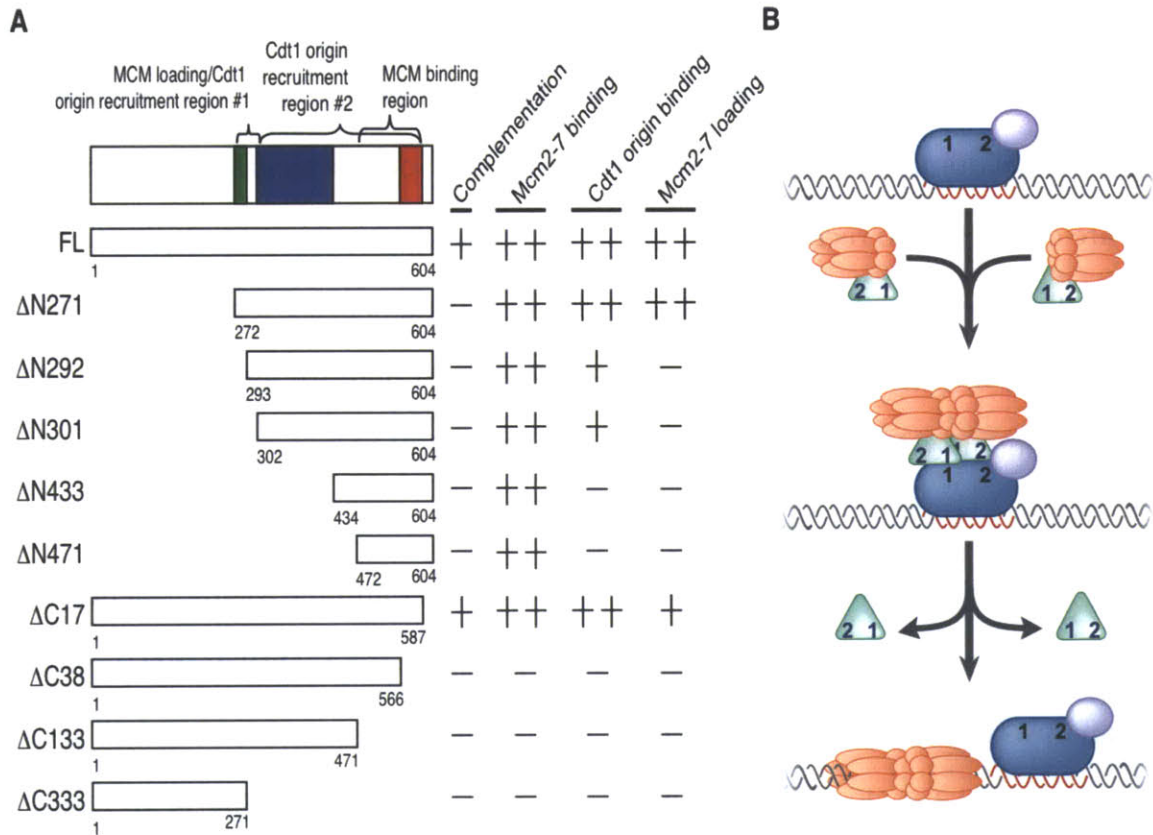 A
B
MCM loading/Cdt1
origin recruitment region #1
Cdt1 origin
recruitment
region #2
MCM binding
region
Complementation
Mcm2-7 binding
Cdt1 origin binding
Mcm2-7 loading
FL + ++ ++ ++
1 604
ΔN271 – ++ ++ ++
272 604
ΔN292 – ++ + –
293 604
ΔN301 – ++ + –
302 604
ΔN433 – ++ – –
434 604
ΔN471 – ++ – –
472 604
ΔC17 + ++ ++ +
1 587
ΔC38 – – – –
1 566
ΔC133 – – – –
1 471
ΔC333 – – – –
1 271
1 2
2 1
1 2
2 1 1 2
1 2
2 1
1 2
1 2